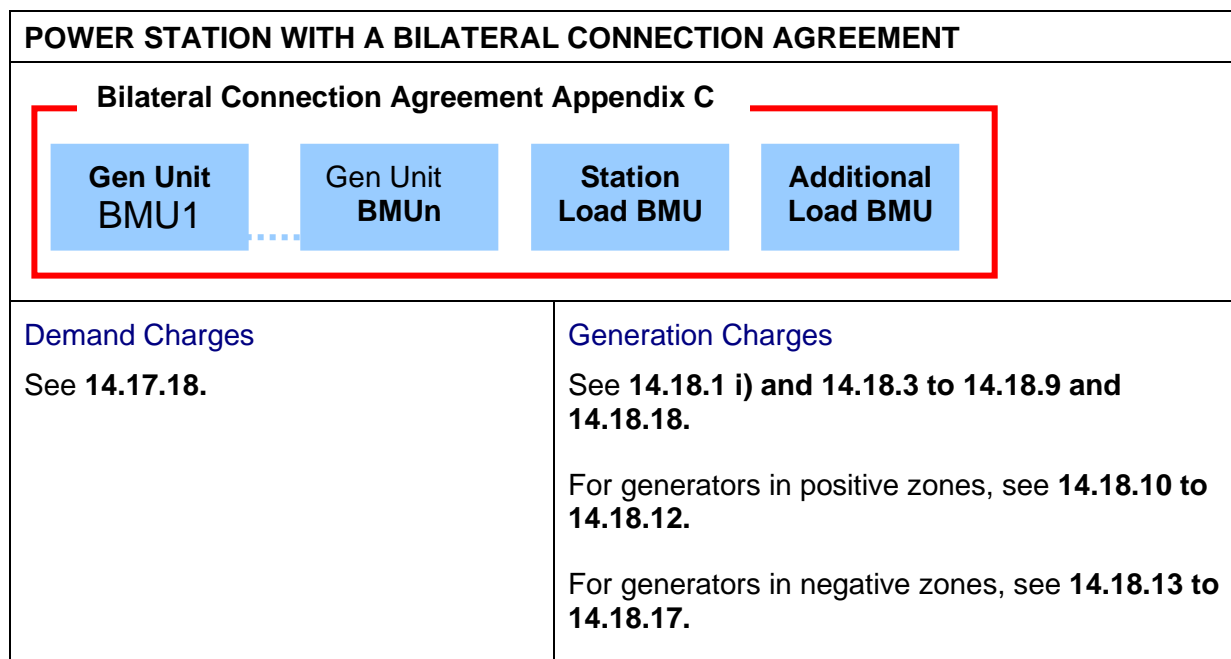 POWER STATION WITH A BILATERAL CONNECTION AGREEMENT
Bilateral Connection Agreement Appendix C
Gen Unit
BMU1
Gen Unit
BMUn
Station
Load BMU
Additional
Load BMU
Demand Charges
See 14.17.18.
Generation Charges
See 14.18.1 i) and 14.18.3 to 14.18.9 and
14.18.18.
For generators in positive zones, see 14.18.10 to
14.18.12.
For generators in negative zones, see 14.18.13 to
14.18.17.